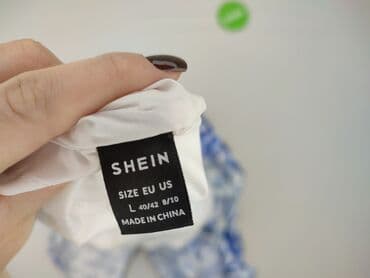 SHEIN
SIZE EU US
L 40/42 8/10
MADE IN CHINA